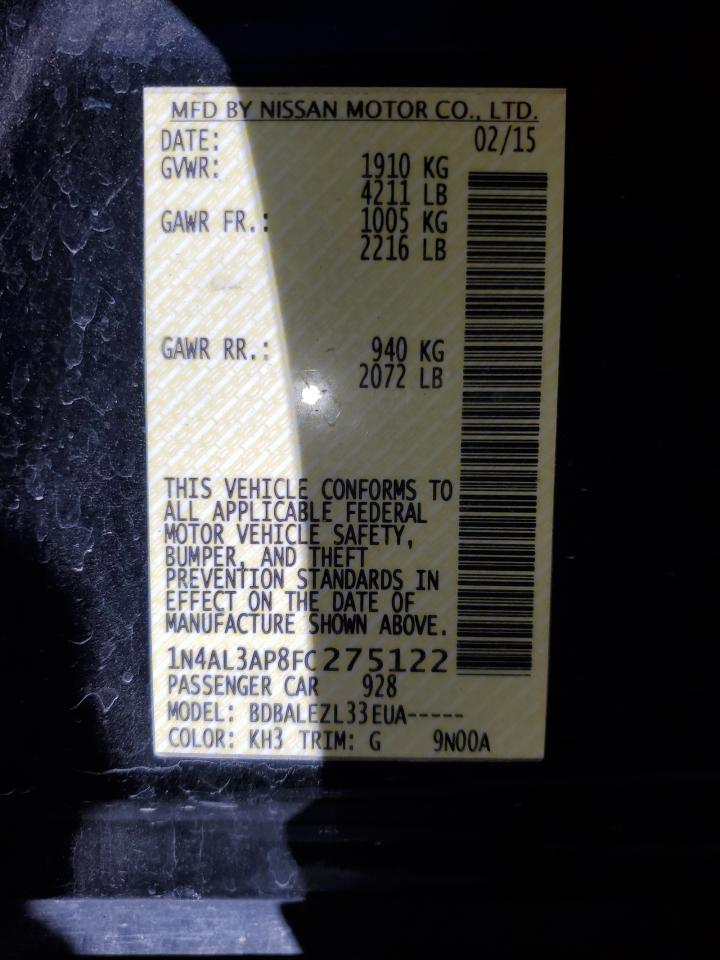 MFD BY NISSAN MOTOR CO., LTD.
DATE: 02/15
GVWR: 1910 KG
4211 LB
GAWR FR.: 1005 KG
2216 LB
GAWR RR.: 940 KG
2072 LB
THIS VEHICLE CONFORMS TO
ALL APPLICABLE FEDERAL
MOTOR VEHICLE SAFETY,
BUMPER, AND THEFT
PREVENTION STANDARDS IN
EFFECT ON THE DATE OF
MANUFACTURE SHOWN ABOVE.
1N4AL3AP8FC275122
PASSENGER CAR 928
MODEL: BDBALEZL33EUA-----
COLOR: KH3 TRIM: G 9N00A